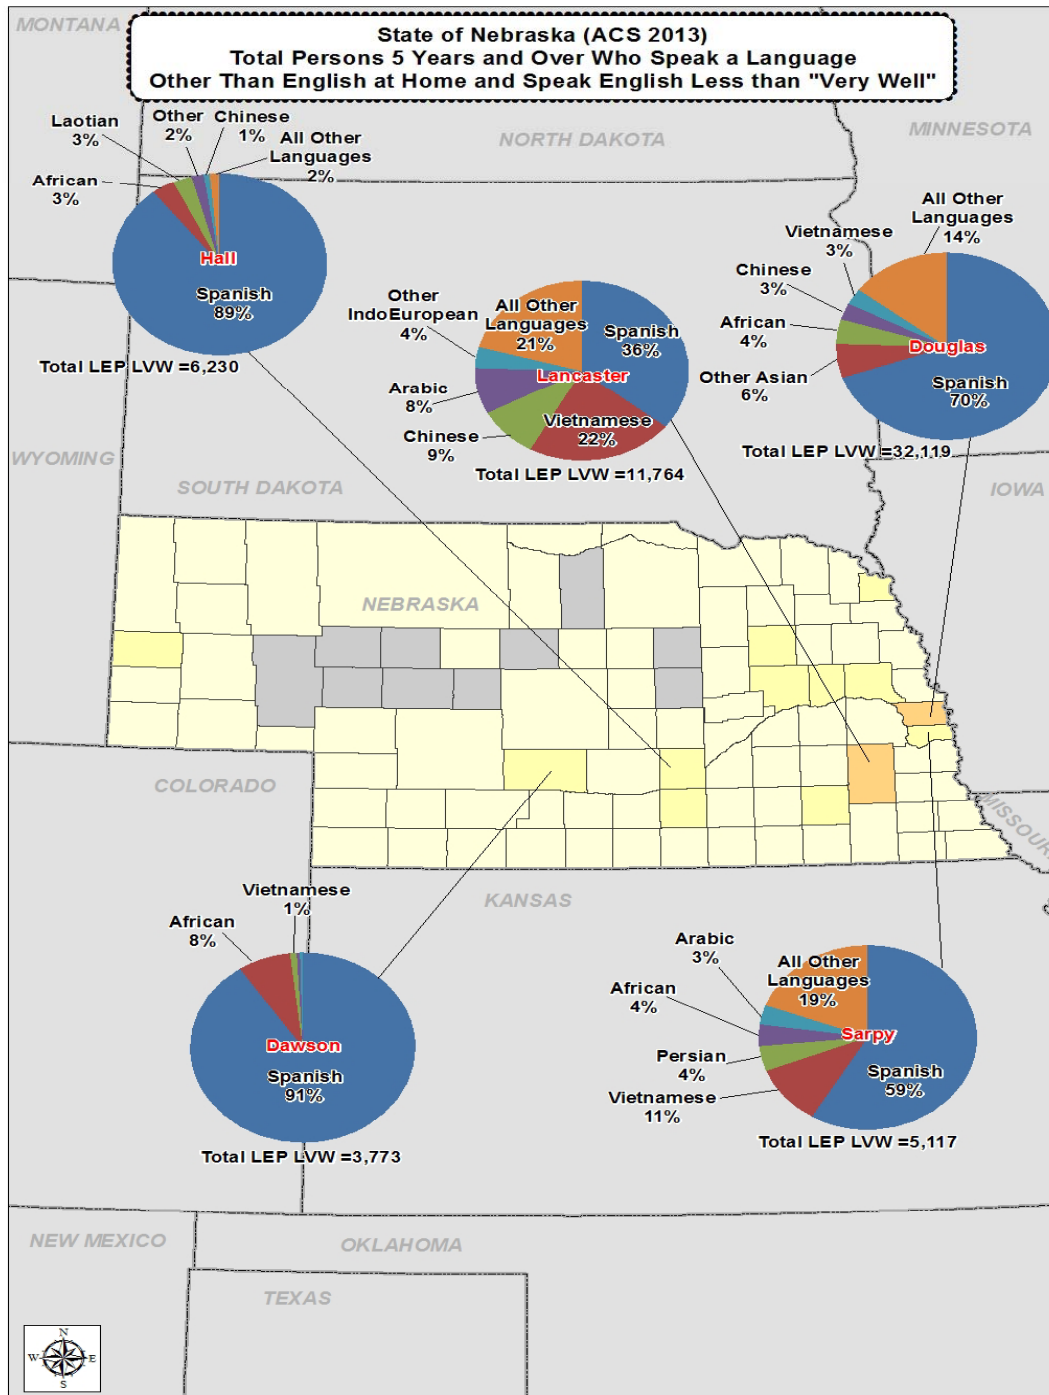 MONTANA
State of Nebraska (ACS 2013)
Total Persons 5 Years and Over Who Speak a Language
Other Than English at Home and Speak English Less than "Very Well"
NORTH DAKOTA
MINNESOTA
Laotian
3%
Other
2%
Chinese
1%
All Other
Languages
2%
African
3%
Hall
Spanish
89%
Total LEP LVW =6,230
Other
IndoEuropean
4%
All Other
Languages
21%
Spanish
36%
Lancaster
Arabic
8%
Chinese
9%
Vietnamese
22%
Total LEP LVW =11,764
All Other
Languages
14%
Vietnamese
3%
Chinese
3%
African
4%
Other Asian
6%
Douglas
Spanish
70%
Total LEP LVW =32,119
WYOMING
SOUTH DAKOTA
IOWA
NEBRASKA
COLORADO
MISSOURI
KANSAS
Vietnamese
1%
African
8%
Dawson
Spanish
91%
Total LEP LVW =3,773
Arabic
3%
All Other
Languages
19%
African
4%
Persian
4%
Vietnamese
11%
Sarpy
Spanish
59%
Total LEP LVW =5,117
NEW MEXICO
OKLAHOMA
TEXAS
N
W
E
S